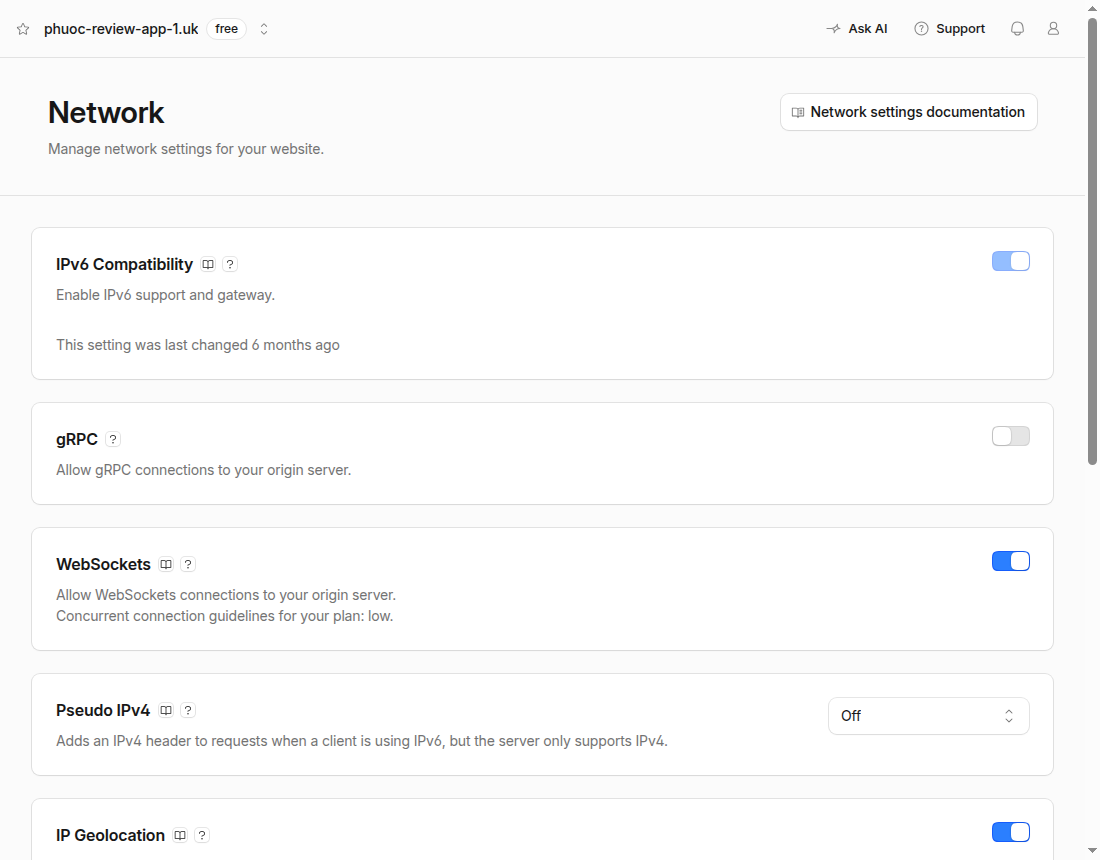 phuoc-review-app-1.uk free
Ask AI
Support
Network
Manage network settings for your website.
Network settings documentation
IPv6 Compatibility ?
Enable IPv6 support and gateway.
This setting was last changed 6 months ago
gRPC ?
Allow gRPC connections to your origin server.
WebSockets ?
Allow WebSockets connections to your origin server.
Concurrent connection guidelines for your plan: low.
Pseudo IPv4 ?
Adds an IPv4 header to requests when a client is using IPv6, but the server only supports IPv4.
Off
IP Geolocation ?